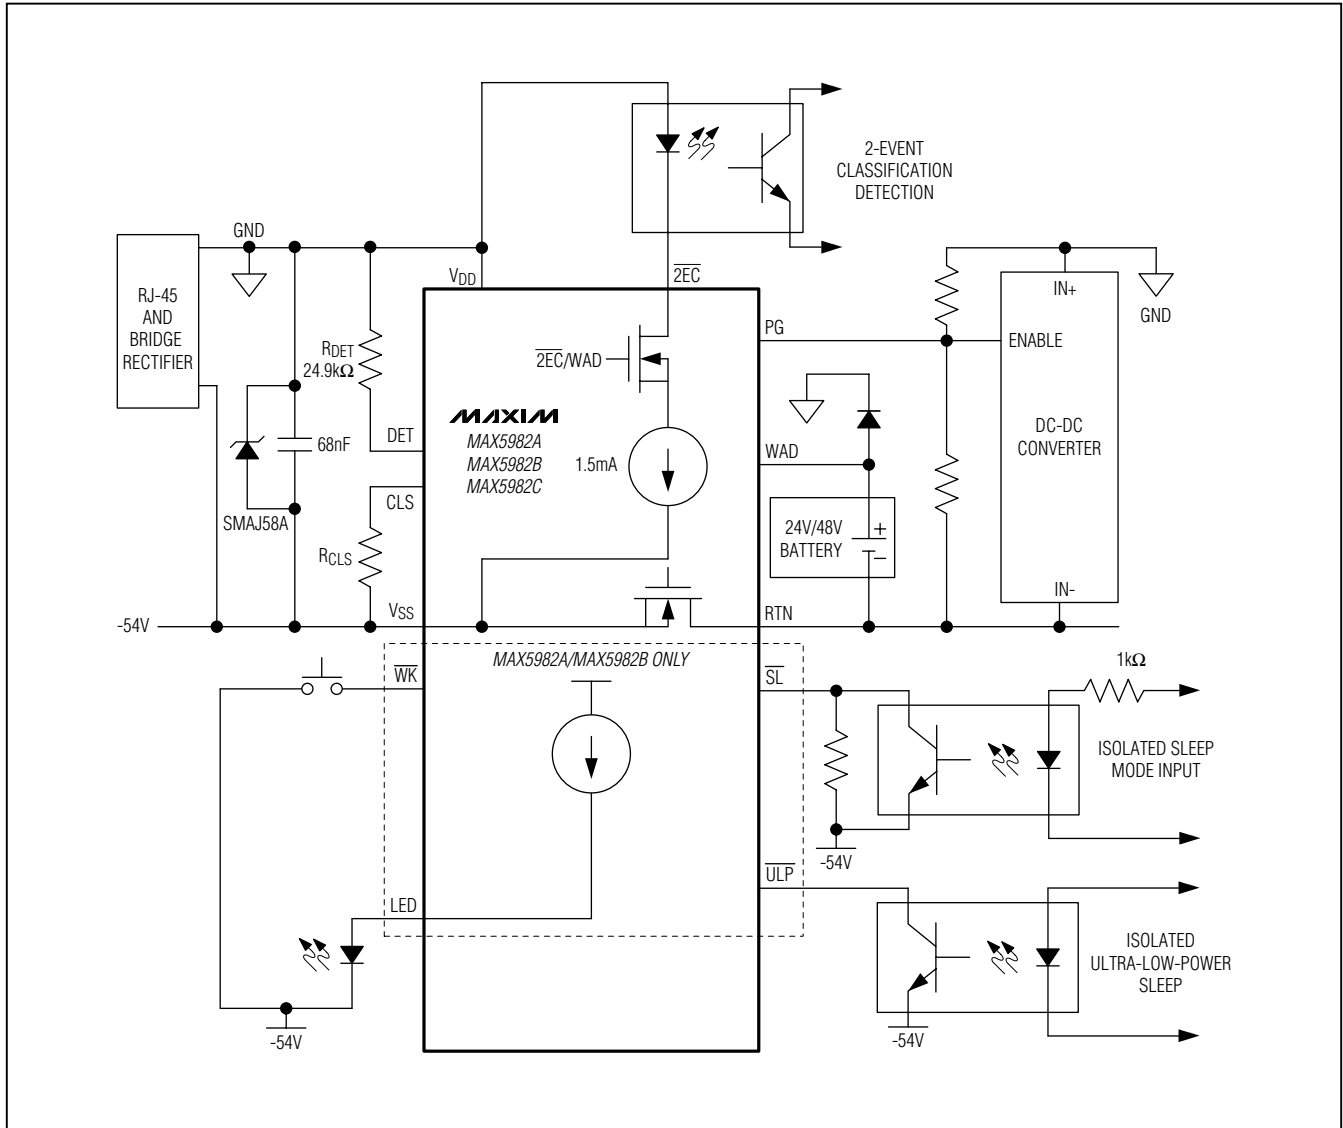 2-EVENT
CLASSIFICATION
DETECTION
GND
VDD
2EC
RJ-45
AND
BRIDGE
RECTIFIER
RDET
24.9kΩ
2EC/WAD
PG
IN+
GND
ENABLE
MAXIM
MAX5982A
MAX5982B
MAX5982C
DET
1.5mA
WAD
DC-DC
CONVERTER
68nF
CLS
SMAJ58A
24V/48V
BATTERY
+
−
RCLS
VSS
RTN
IN-
-54V
MAX5982A/MAX5982B ONLY
WK
SL
1kΩ
ISOLATED SLEEP
MODE INPUT
-54V
ULP
LED
ISOLATED
ULTRA-LOW-POWER
SLEEP
-54V
-54V